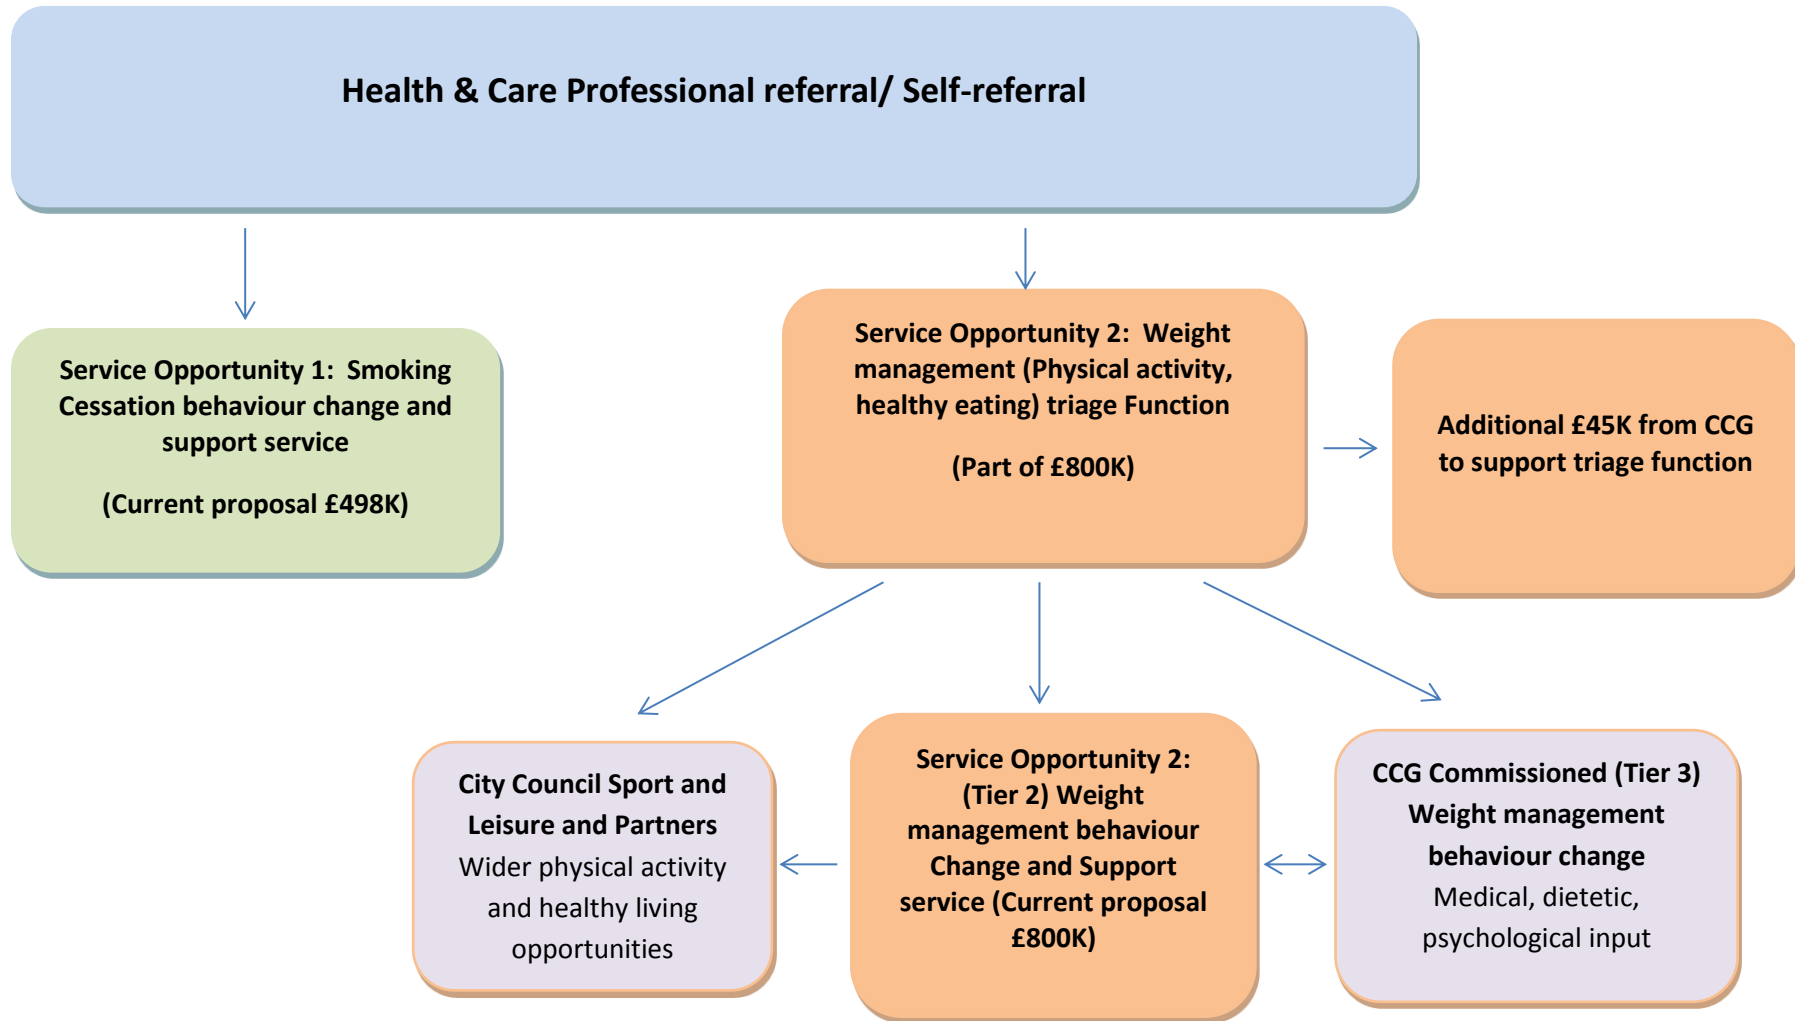 Health & Care Professional referral/ Self-referral
Service Opportunity 1:  Smoking
Cessation behaviour change and
support service
(Current proposal £498K)
Service Opportunity 2:  Weight
management (Physical activity,
healthy eating) triage Function
(Part of £800K)
Additional £45K from CCG
to support triage function
City Council Sport and
Leisure and Partners
Wider physical activity
and healthy living
opportunities
Service Opportunity 2:
(Tier 2) Weight
management behaviour
Change and Support
service (Current proposal
£800K)
CCG Commissioned (Tier 3)
Weight management
behaviour change
Medical, dietetic,
psychological input